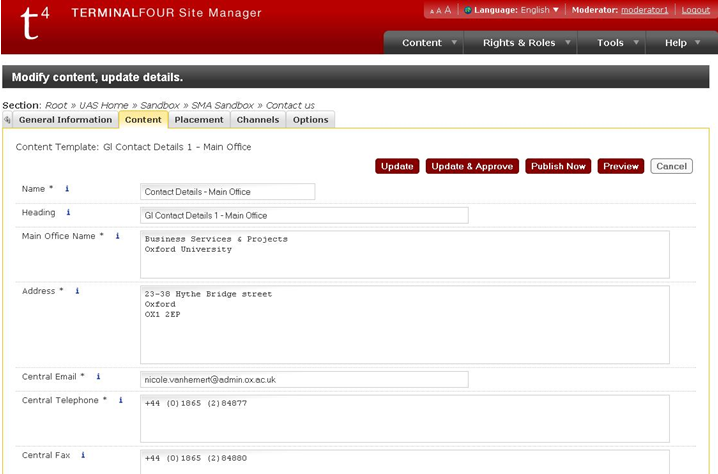 t4 TERMINALFOUR Site Manager
A A A Language: English ▼ Moderator: moderator1 Logout
Content ▼ Rights & Roles ▼ Tools ▼ Help ▼
Modify content, update details.
Section: Root » UAS Home » Sandbox » SMA Sandbox » Contact us
General Information Content Placement Channels Options
Content Template: GI Contact Details 1 - Main Office
Update Update & Approve Publish Now Preview Cancel
Name * i Contact Details - Main Office
Heading i GI Contact Details 1 - Main Office
Main Office Name * i Business Services & Projects
Oxford University
Address * i 23-38 Hythe Bridge street
Oxford
OX1 2EP
Central Email * i nicole.vanhemert@admin.ox.ac.uk
Central Telephone * i +44 (0)1865 (2)84877
Central Fax i +44 (0)1865 (2)84880